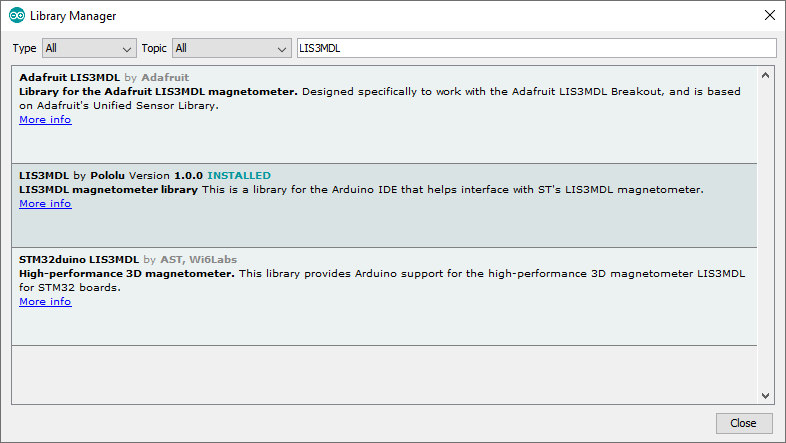 Library Manager
Type All Topic All LIS3MDL
Adafruit LIS3MDL by Adafruit
Library for the Adafruit LIS3MDL magnetometer. Designed specifically to work with the Adafruit LIS3MDL Breakout, and is based
on Adafruit's Unified Sensor Library.
More info
LIS3MDL by Pololu Version 1.0.0 INSTALLED
LIS3MDL magnetometer library This is a library for the Arduino IDE that helps interface with ST's LIS3MDL magnetometer.
More info
STM32duino LIS3MDL by AST, Wi6Labs
High-performance 3D magnetometer. This library provides Arduino support for the high-performance 3D magnetometer LIS3MDL
for STM32 boards.
More info
Close